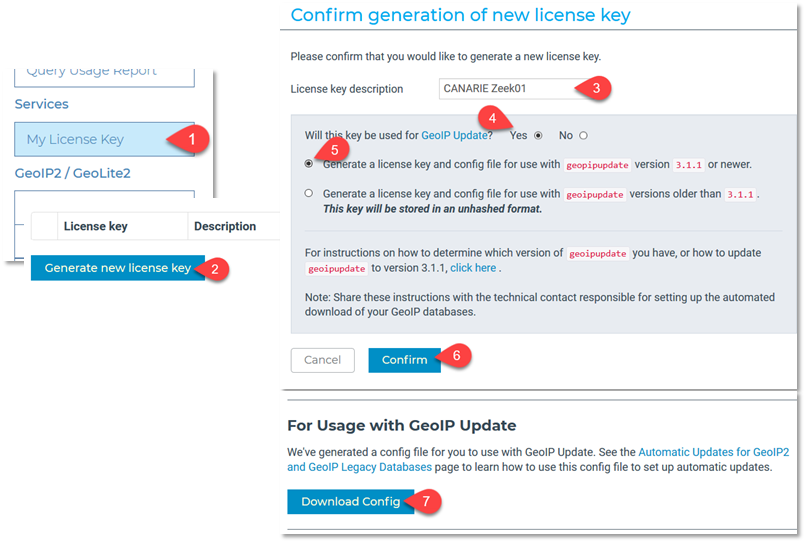 Query Usage Report
Services
My License Key
1
GeoIP2 / GeoLite2
License key
Description
Generate new license key
2
Confirm generation of new license key
Please confirm that you would like to generate a new license key.
License key description
CANARIE Zeek01
3
4
Will this key be used for GeoIP Update? Yes No
5
Generate a license key and config file for use with geopipupdate version 3.1.1 or newer.
Generate a license key and config file for use with geoipupdate versions older than 3.1.1 .
This key will be stored in an unhashed format.
For instructions on how to determine which version of geoipupdate you have, or how to update
geoipupdate to version 3.1.1, click here .
Note: Share these instructions with the technical contact responsible for setting up the automated
download of your GeoIP databases.
Cancel
Confirm
6
For Usage with GeoIP Update
We've generated a config file for you to use with GeoIP Update. See the Automatic Updates for GeoIP2
and GeoIP Legacy Databases page to learn how to use this config file to set up automatic updates.
Download Config
7